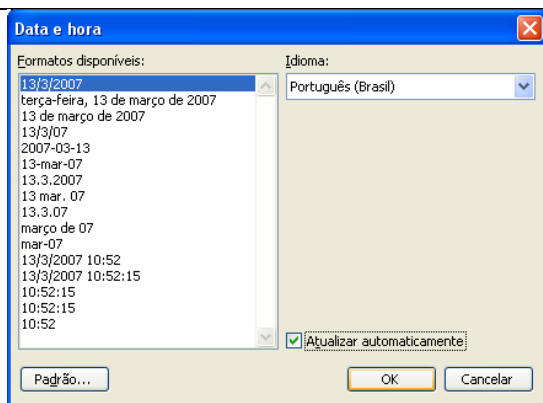 Data e hora
Formatos disponíveis:
13/3/2007
terça-feira, 13 de março de 2007
13 de março de 2007
13/3/07
2007-03-13
13-mar-07
13.3.2007
13 mar. 07
13.3.07
março de 07
mar-07
13/3/2007 10:52
13/3/2007 10:52:15
10:52:15
10:52:15
10:52
Idioma:
Português (Brasil)
Atualizar automaticamente
Padrão...
OK
Cancelar